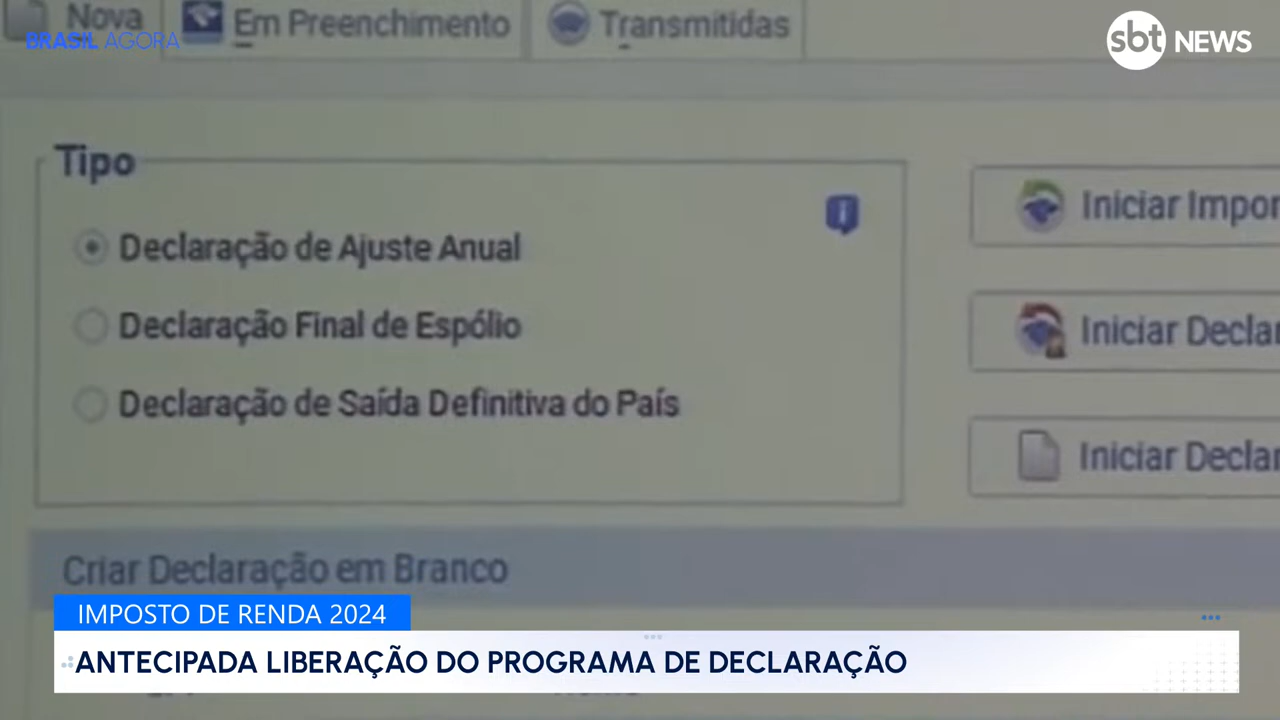 Nova
Em Preenchimento
Transmitidas
BRASIL AGORA
sbt NEWS
Tipo
Declaração de Ajuste Anual
Declaração Final de Espólio
Declaração de Saída Definitiva do País
Iniciar Impor
Iniciar Decla
Iniciar Declar
Criar Declaração em Branco
IMPOSTO DE RENDA 2024
ANTECIPADA LIBERAÇÃO DO PROGRAMA DE DECLARAÇÃO